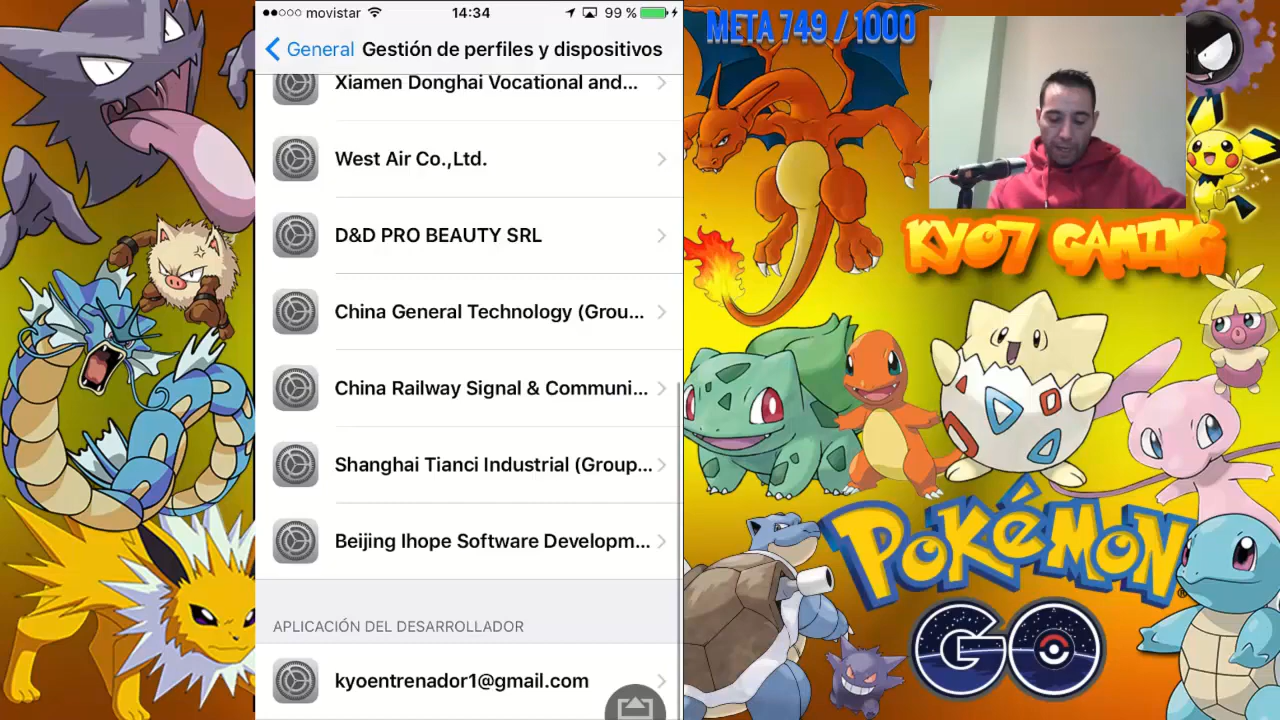 movistar 14:34 99 %
General Gestión de perfiles y dispositivos
Xiamen Donghai Vocational and...
West Air Co.,Ltd.
D&D PRO BEAUTY SRL
China General Technology (Grou...
China Railway Signal & Communi...
Shanghai Tianci Industrial (Group...
Beijing Ihope Software Developm...
APLICACIÓN DEL DESARROLLADOR
kyoentrenador1@gmail.com
META 749 / 1000
KYO7 GAMING
POKéMON
GO